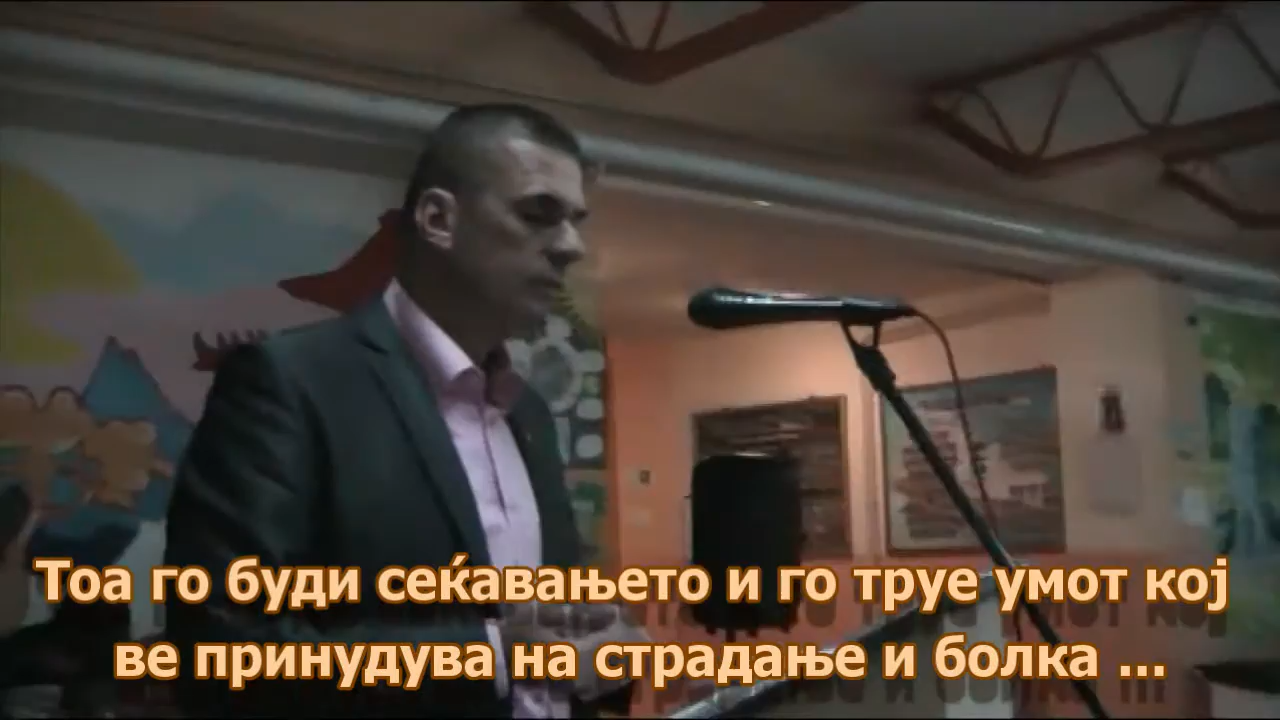 Тоа го буди сеќавањето и го труе умот кој
ве принудува на страдање и болка ...